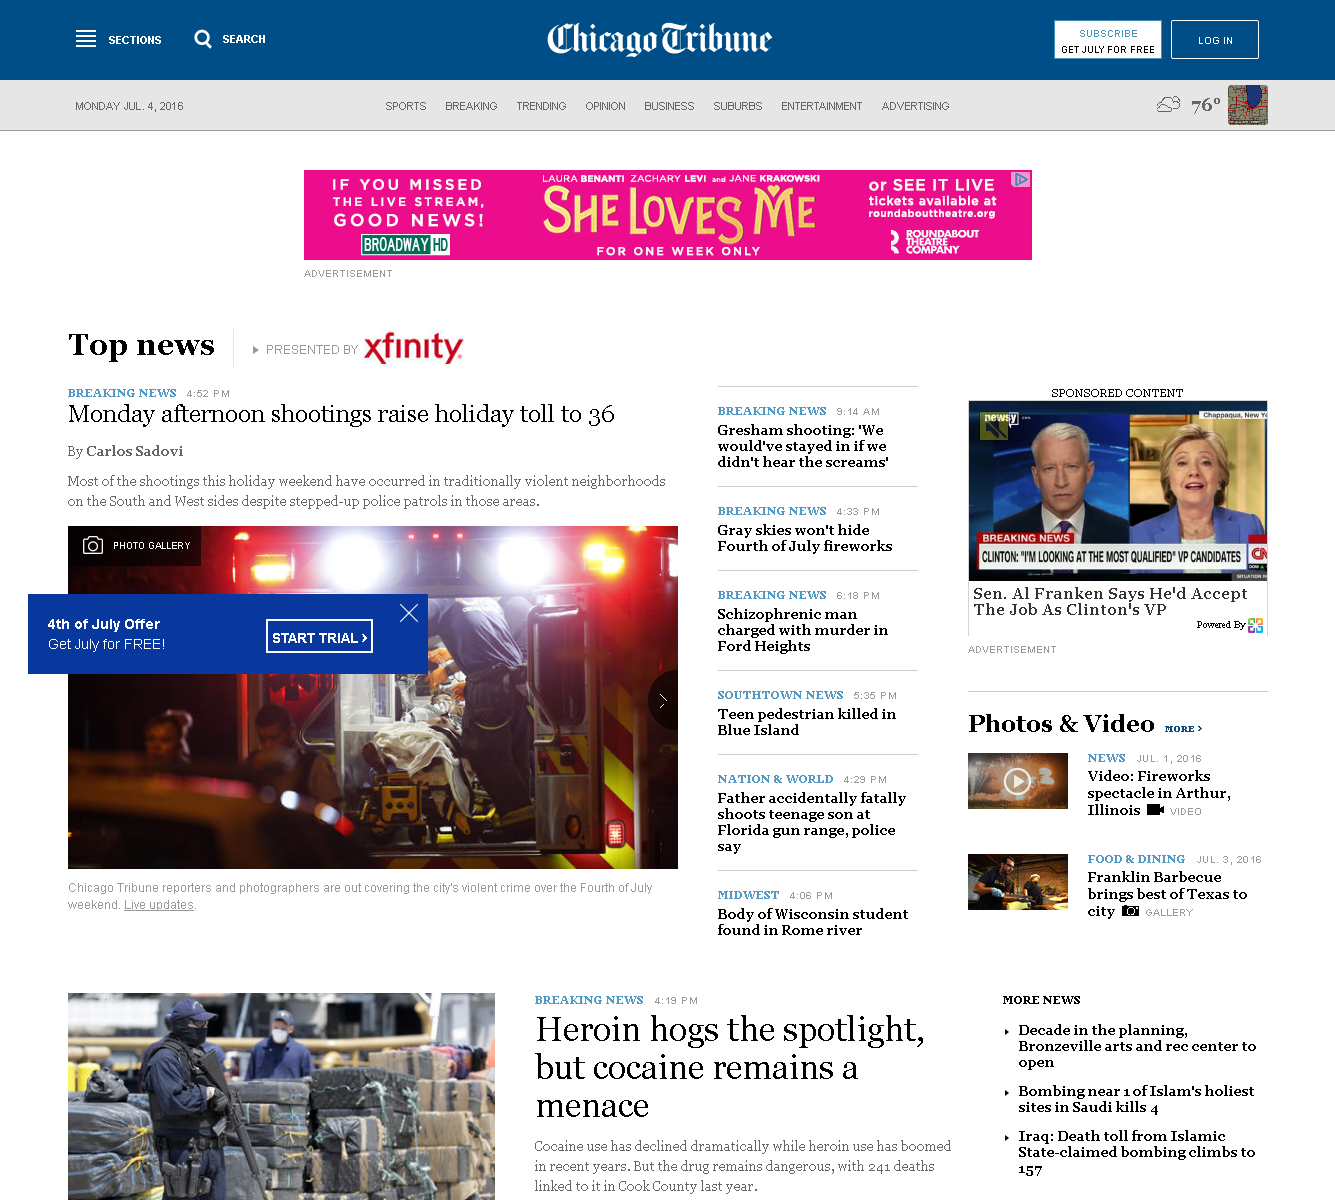 SECTIONS
SEARCH
Chicago Tribune
SUBSCRIBE
GET JULY FOR FREE
LOG IN
MONDAY JUL. 4, 2016
SPORTS
BREAKING
TRENDING
OPINION
BUSINESS
SUBURBS
ENTERTAINMENT
ADVERTISING
76°
IF YOU MISSED
THE LIVE STREAM,
GOOD NEWS!
BROADWAY HD
LAURA BENANTI ZACHARY LEVI and JANE KRAKOWSKI
SHE LOVES ME
FOR ONE WEEK ONLY
or SEE IT LIVE
tickets available at
roundabouttheatre.org
ROUNDABOUT
THEATRE
COMPANY
ADVERTISEMENT
Top news
PRESENTED BY xfinity
BREAKING NEWS 4:52 PM
Monday afternoon shootings raise holiday toll to 36
By Carlos Sadovi
Most of the shootings this holiday weekend have occurred in traditionally violent neighborhoods
on the South and West sides despite stepped-up police patrols in those areas.
PHOTO GALLERY
4th of July Offer
Get July for FREE!
START TRIAL ›
Chicago Tribune reporters and photographers are out covering the city's violent crime over the Fourth of July
weekend. Live updates.
BREAKING NEWS 9:14 AM
Gresham shooting: 'We
would've stayed in if we
didn't hear the screams'
BREAKING NEWS 4:33 PM
Gray skies won't hide
Fourth of July fireworks
BREAKING NEWS 6:18 PM
Schizophrenic man
charged with murder in
Ford Heights
SOUTHTOWN NEWS 5:35 PM
Teen pedestrian killed in
Blue Island
NATION & WORLD 4:29 PM
Father accidentally fatally
shoots teenage son at
Florida gun range, police
say
MIDWEST 4:06 PM
Body of Wisconsin student
found in Rome river
SPONSORED CONTENT
newsy CNN
Chappaqua, New Yo
BREAKING NEWS
CLINTON: "I'M LOOKING AT THE MOST QUALIFIED" VP CANDIDATES
CN
SITUATION R
Sen. Al Franken Says He'd Accept
The Job As Clinton's VP
Powered By
ADVERTISEMENT
Photos & Video MORE ›
NEWS JUL. 1, 2016
Video: Fireworks
spectacle in Arthur,
Illinois VIDEO
FOOD & DINING JUL. 3, 2016
Franklin Barbecue
brings best of Texas to
city GALLERY
BREAKING NEWS 4:19 PM
Heroin hogs the spotlight,
but cocaine remains a
menace
Cocaine use has declined dramatically while heroin use has boomed
in recent years. But the drug remains dangerous, with 241 deaths
linked to it in Cook County last year.
MORE NEWS
Decade in the planning,
Bronzeville arts and rec center to
open
Bombing near 1 of Islam's holiest
sites in Saudi kills 4
Iraq: Death toll from Islamic
State-claimed bombing climbs to
157